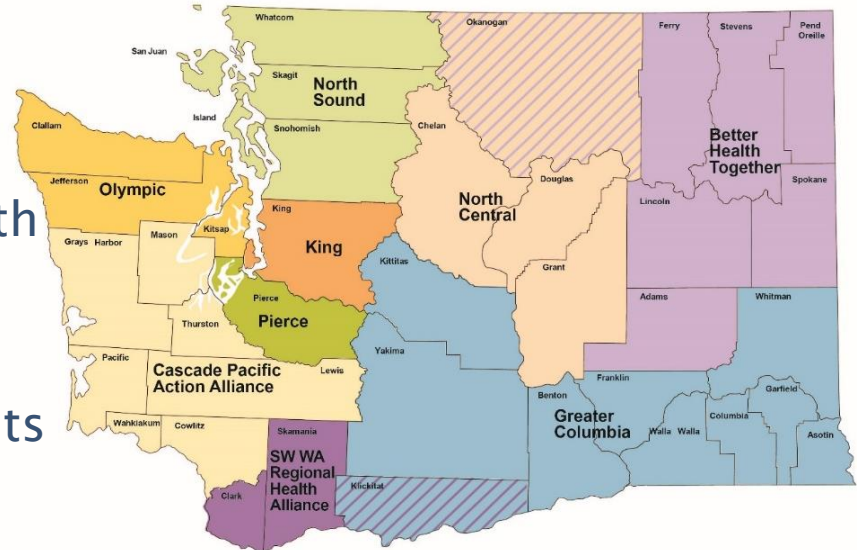 Whatcom
Okanogan
Ferry
Stevens
Pend
Oreille
San Juan
Skagit
North
Sound
Island
Snohomish
Clallam
Chelan
Better
Health
Together
Jefferson
Olympic
Douglas
Spokane
th
Mason
Kitsap
King
King
North
Central
Lincoln
Grays Harbor
Kittitas
Grant
Pierce
Pierce
Thurston
Adams
Whitman
Yakima
Pacific
Cascade Pacific
Action Alliance
Lewis
Franklin
Benton
Greater
Columbia
Garfield
Columbia
Walla Walla
Asotin
ts
Wahkiakum
Cowlitz
Skamania
SW WA
Regional
Health
Alliance
Clark
Klickitat